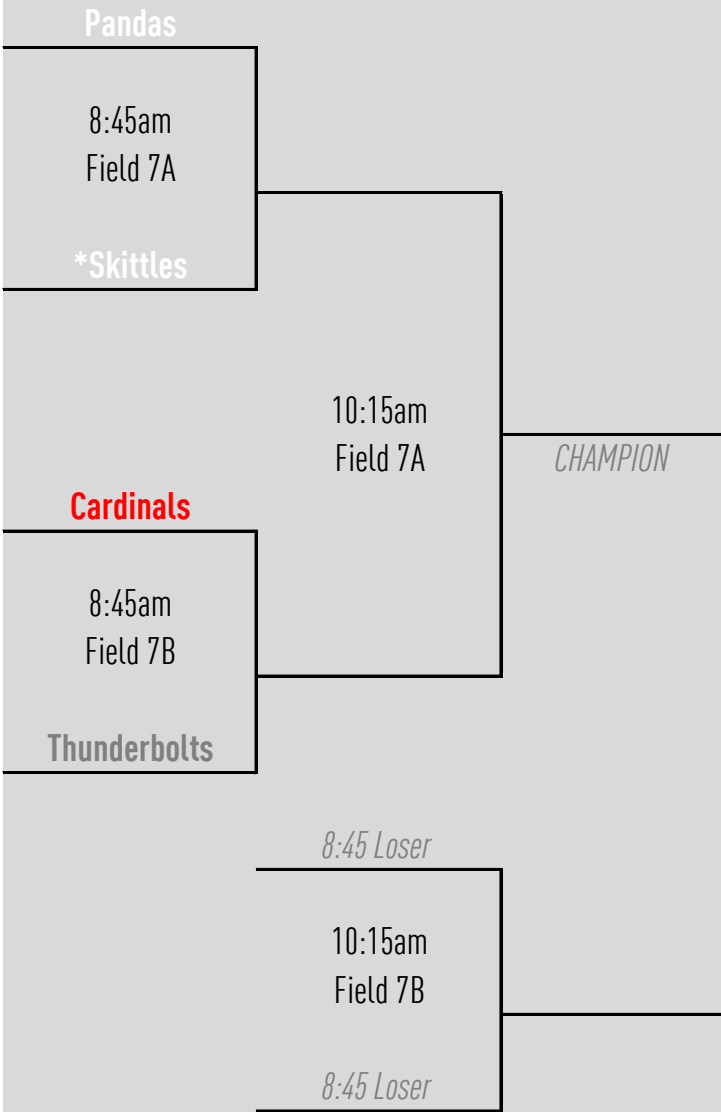 Pandas
8:45am
Field 7A
*Skittles
10:15am
Field 7A
CHAMPION
Cardinals
8:45am
Field 7B
Thunderbolts
8:45 Loser
10:15am
Field 7B
8:45 Loser